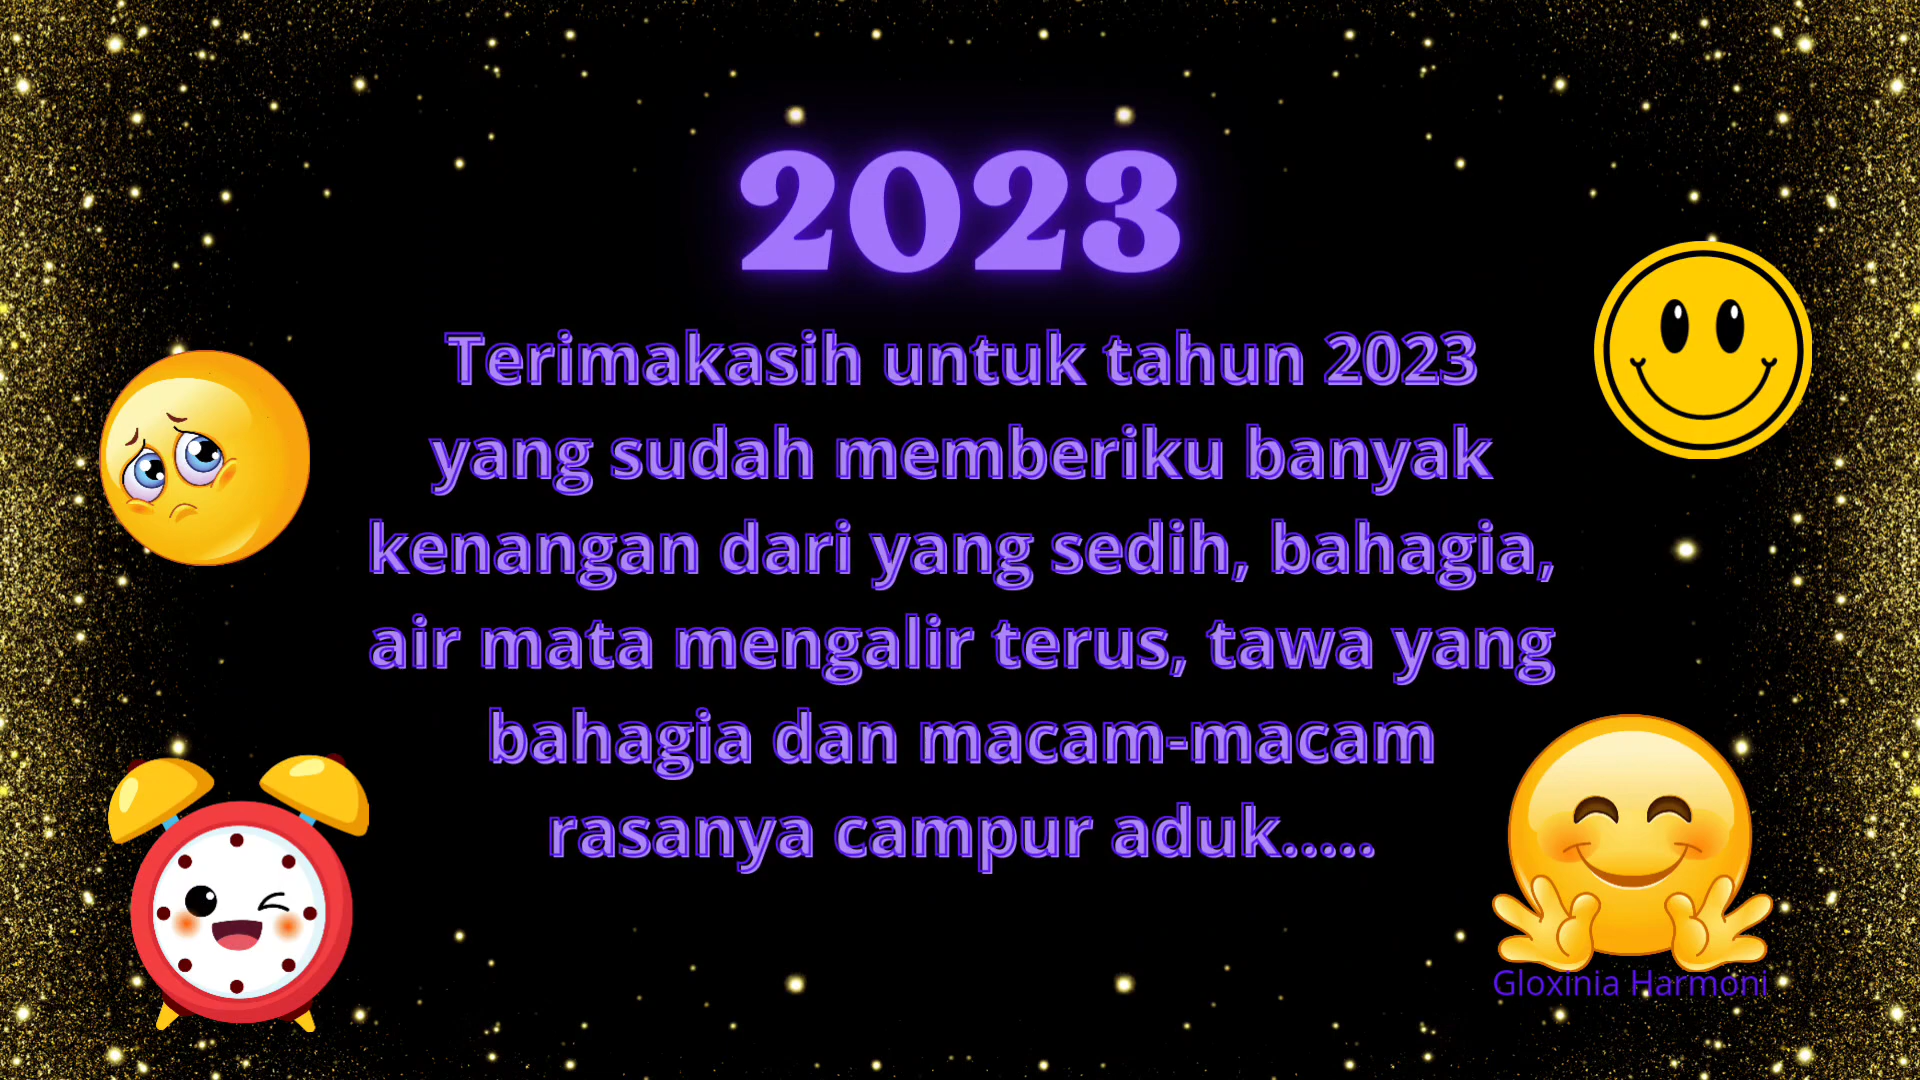 2023
Terimakasih untuk tahun 2023
yang sudah memberiku banyak
kenangan dari yang sedih, bahagia,
air mata mengalir terus, tawa yang
bahagia dan macam-macam
rasanya campur aduk.....
Gloxinia Harmoni